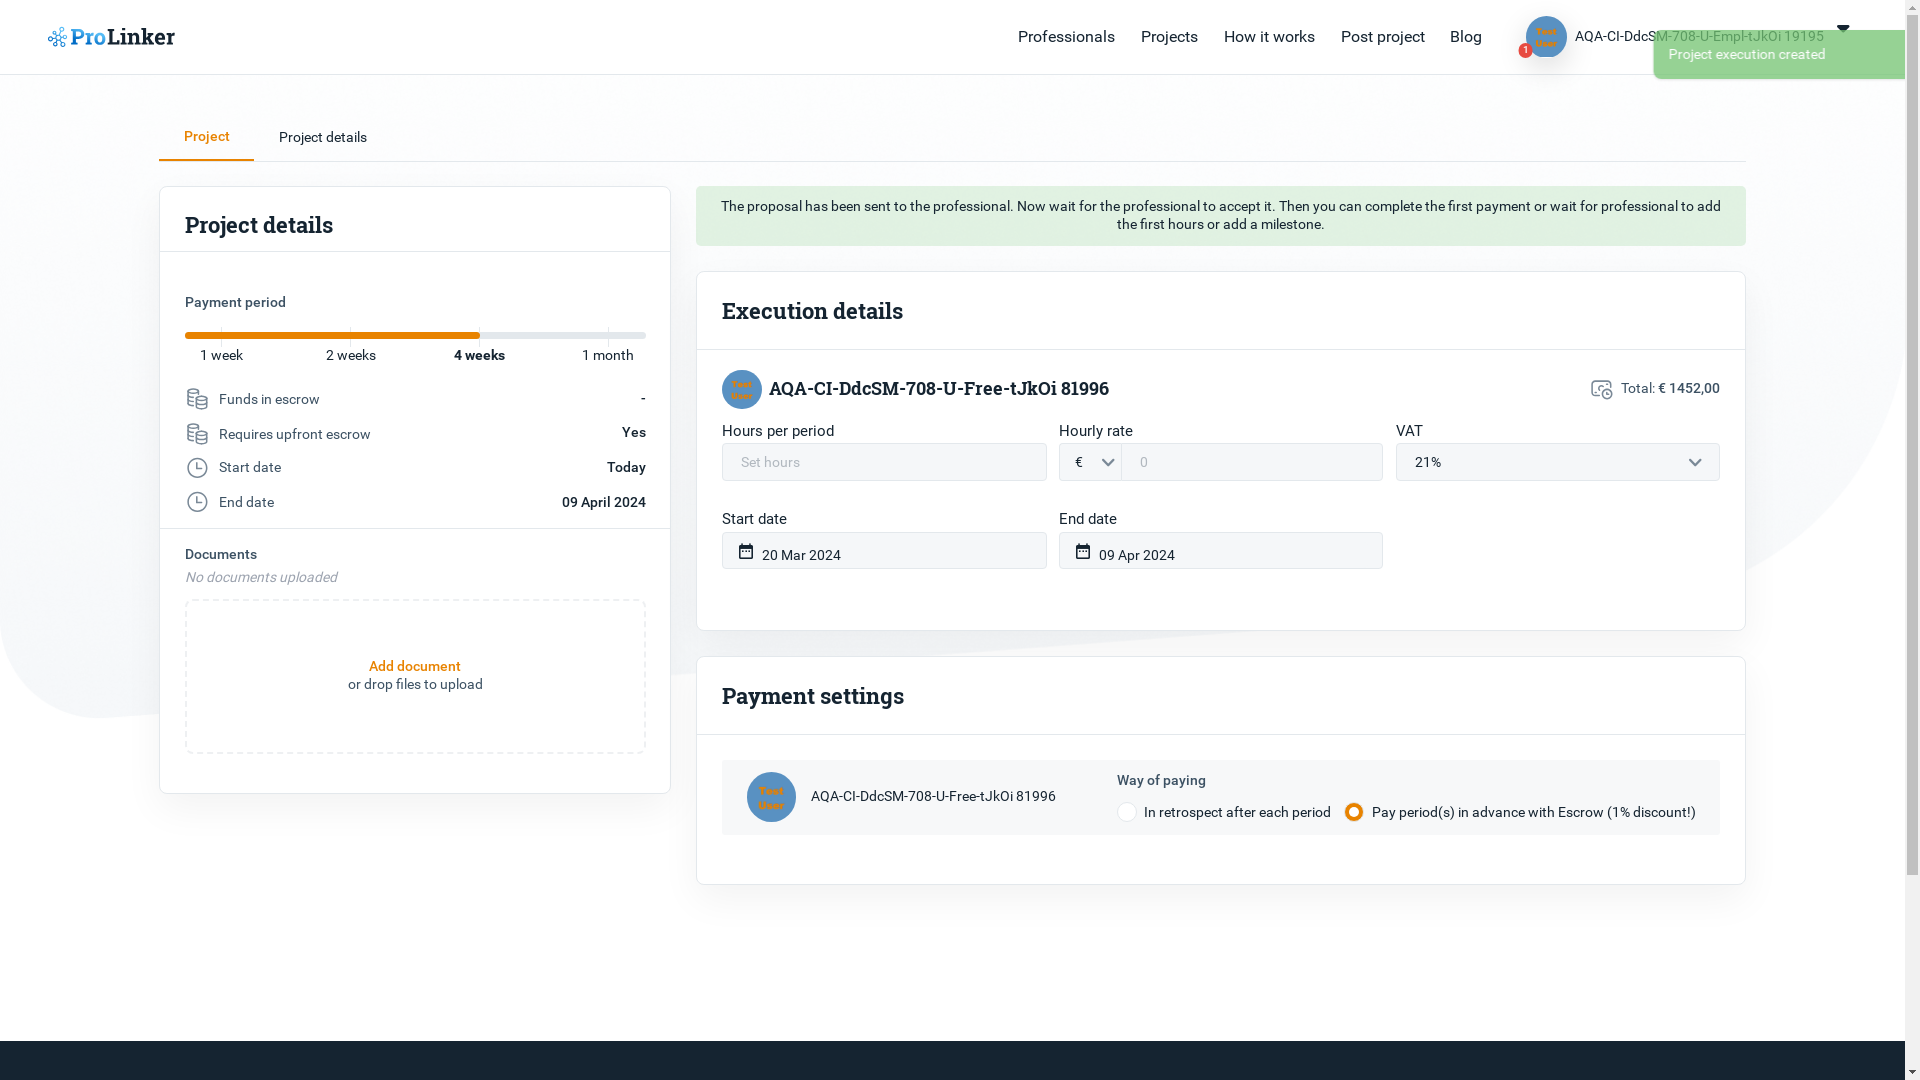 ProLinker
Professionals
Projects
How it works
Post project
Blog
Test
User
1
AQA-CI-DdcSM-708-U-Empl-tJkOi 19195
Project execution created
Project
Project details
Project details
Payment period
1 week
2 weeks
4 weeks
1 month
Funds in escrow
-
Requires upfront escrow
Yes
Start date
Today
End date
09 April 2024
Documents
No documents uploaded
Add document
or drop files to upload
The proposal has been sent to the professional. Now wait for the professional to accept it. Then you can complete the first payment or wait for professional to add
the first hours or add a milestone.
Execution details
Test
User
AQA-CI-DdcSM-708-U-Free-tJkOi 81996
Total: € 1452,00
Hours per period
Hourly rate
VAT
Set hours
€
0
21%
Start date
End date
20 Mar 2024
09 Apr 2024
Payment settings
Test
User
AQA-CI-DdcSM-708-U-Free-tJkOi 81996
Way of paying
In retrospect after each period
Pay period(s) in advance with Escrow (1% discount!)